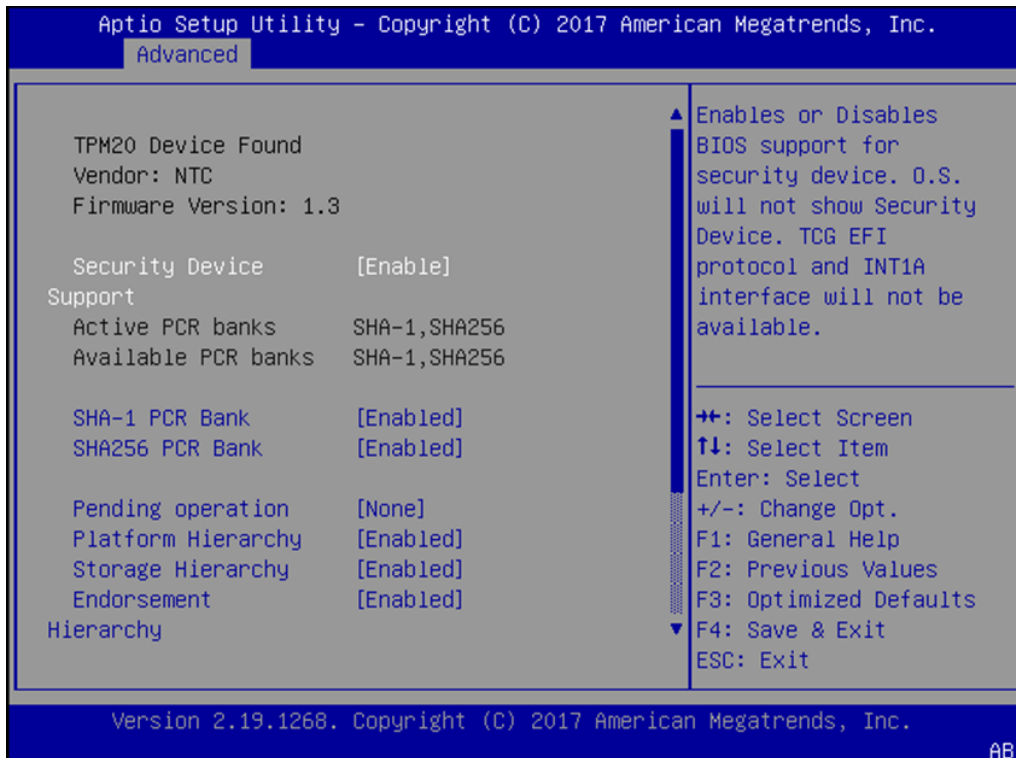 Aptio Setup Utility – Copyright (C) 2017 American Megatrends, Inc.
Advanced
TPM20 Device Found
Vendor: NTC
Firmware Version: 1.3
Security Device [Enable]
Support
Active PCR banks SHA-1,SHA256
Available PCR banks SHA-1,SHA256
SHA-1 PCR Bank [Enabled]
SHA256 PCR Bank [Enabled]
Pending operation [None]
Platform Hierarchy [Enabled]
Storage Hierarchy [Enabled]
Endorsement [Enabled]
Hierarchy
Enables or Disables
BIOS support for
security device. O.S.
will not show Security
Device. TCG EFI
protocol and INT1A
interface will not be
available.
→←: Select Screen
↑↓: Select Item
Enter: Select
+/-: Change Opt.
F1: General Help
F2: Previous Values
F3: Optimized Defaults
F4: Save & Exit
ESC: Exit
Version 2.19.1268. Copyright (C) 2017 American Megatrends, Inc.
AB